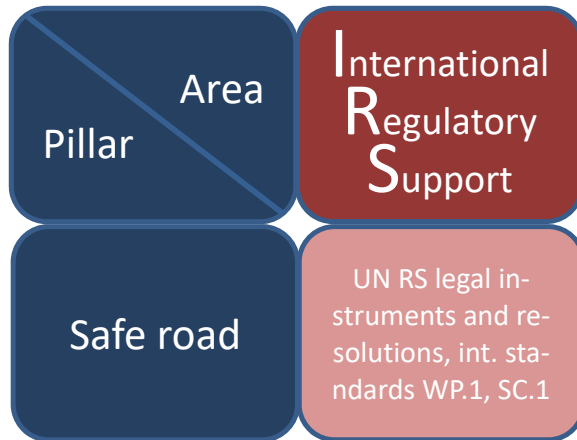 Area
Pillar
International
Regulatory
Support
Safe road
UN RS legal in-
struments and re-
solutions, int. sta-
ndards WP.1, SC.1